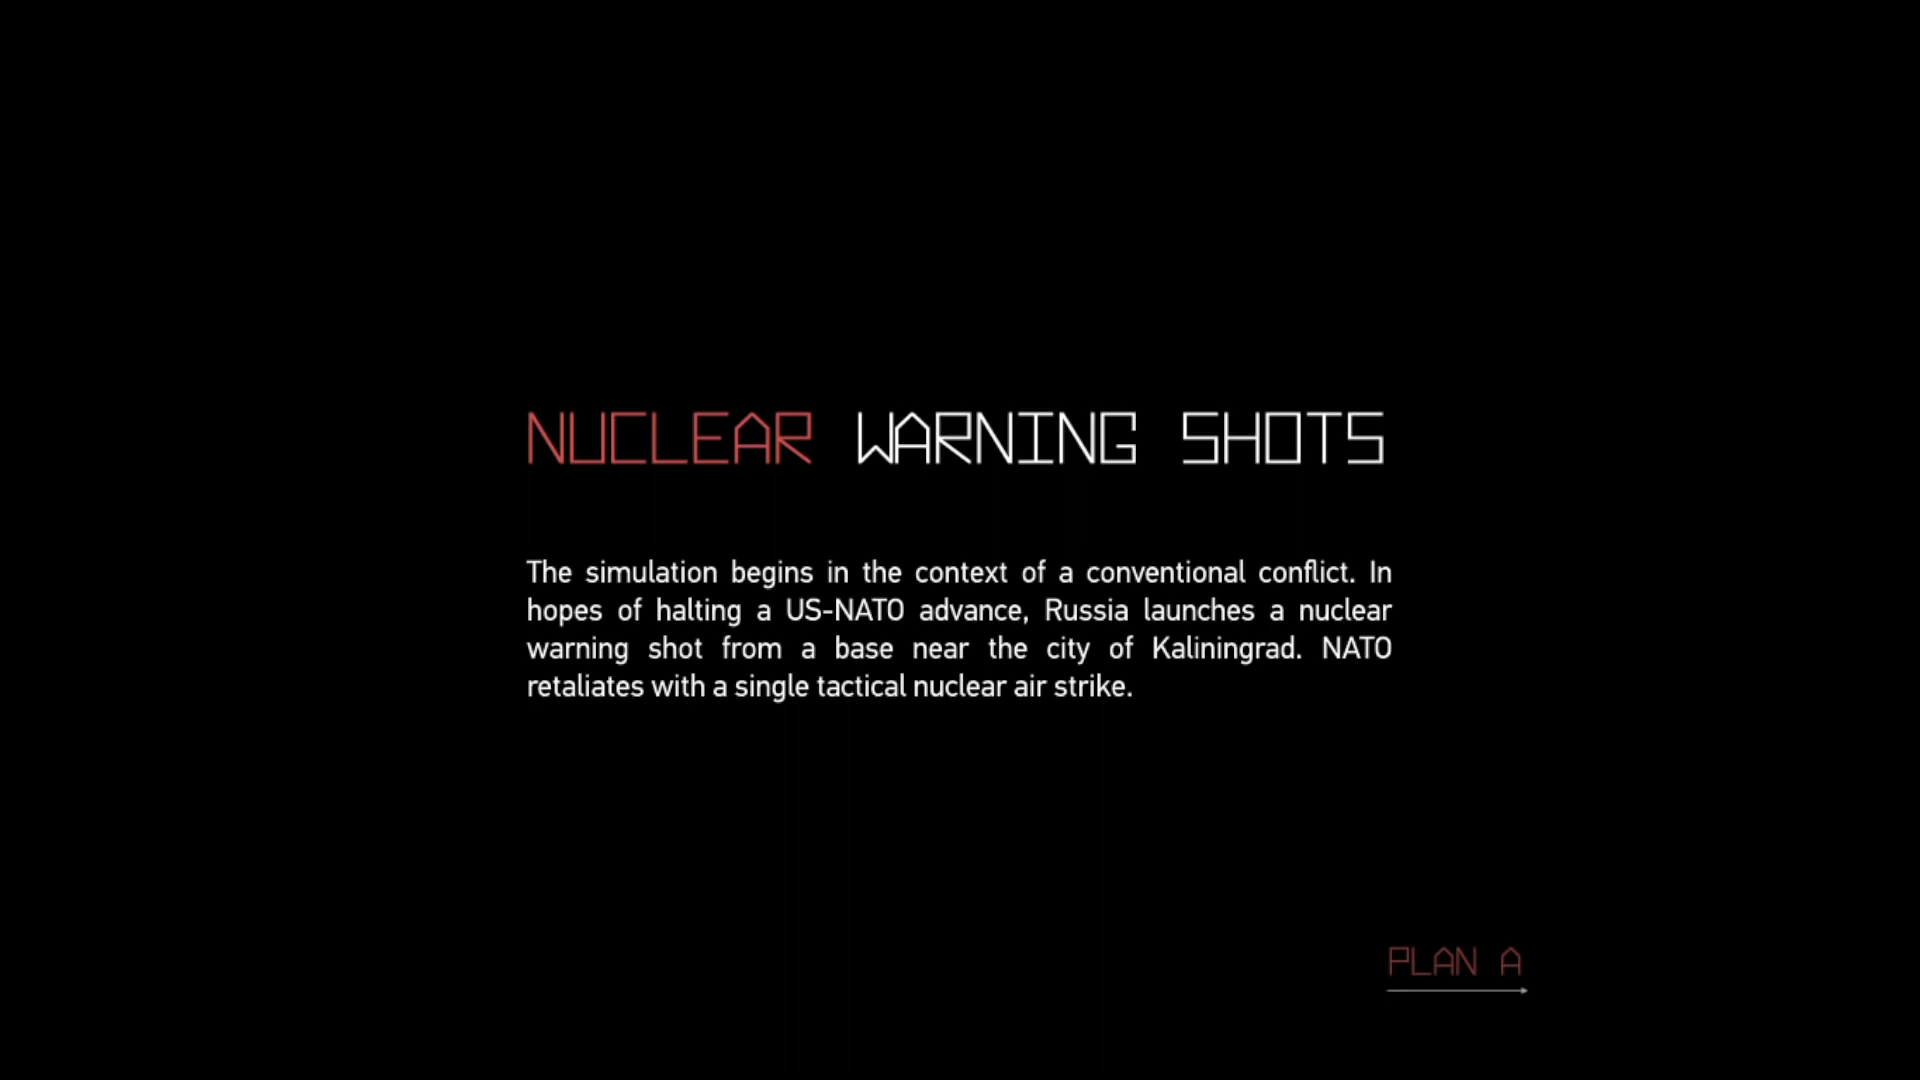 NUCLEAR WARNING SHOTS
The simulation begins in the context of a conventional conflict. In
hopes of halting a US-NATO advance, Russia launches a nuclear
warning shot from a base near the city of Kaliningrad. NATO
retaliates with a single tactical nuclear air strike.
PLAN A